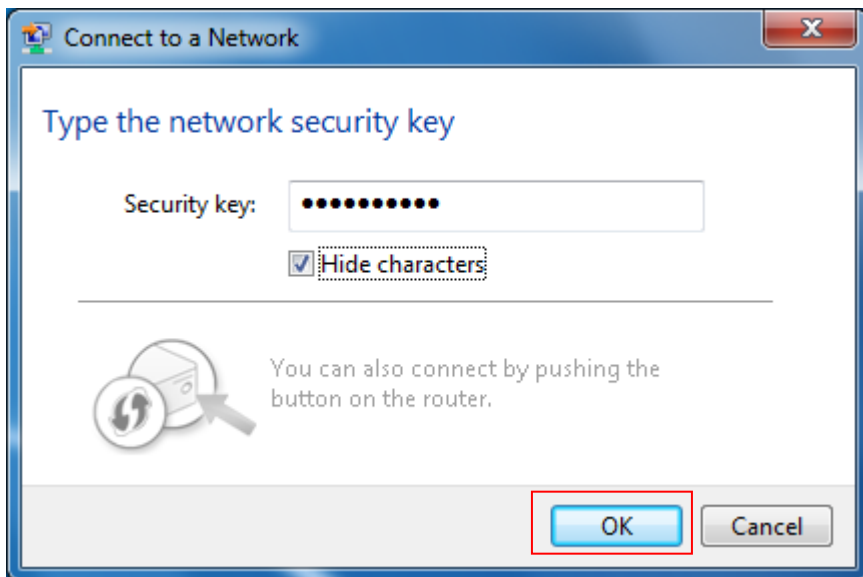 Connect to a Network
Type the network security key
Security key: ••••••••••
Hide characters
You can also connect by pushing the
button on the router.
OK Cancel